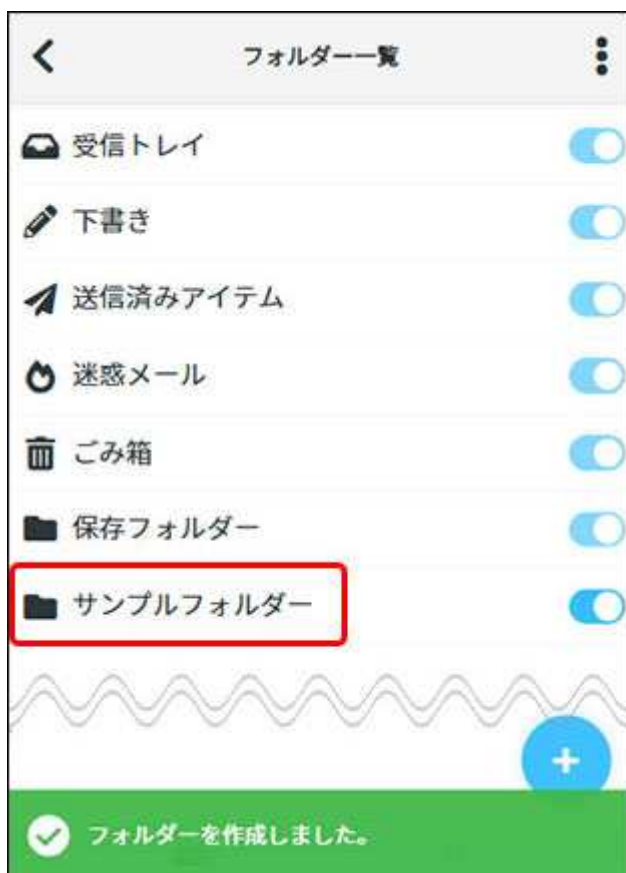 フォルダー一覧
受信トレイ
下書き
送信済みアイテム
迷惑メール
ごみ箱
保存フォルダー
サンプルフォルダー
フォルダーを作成しました。